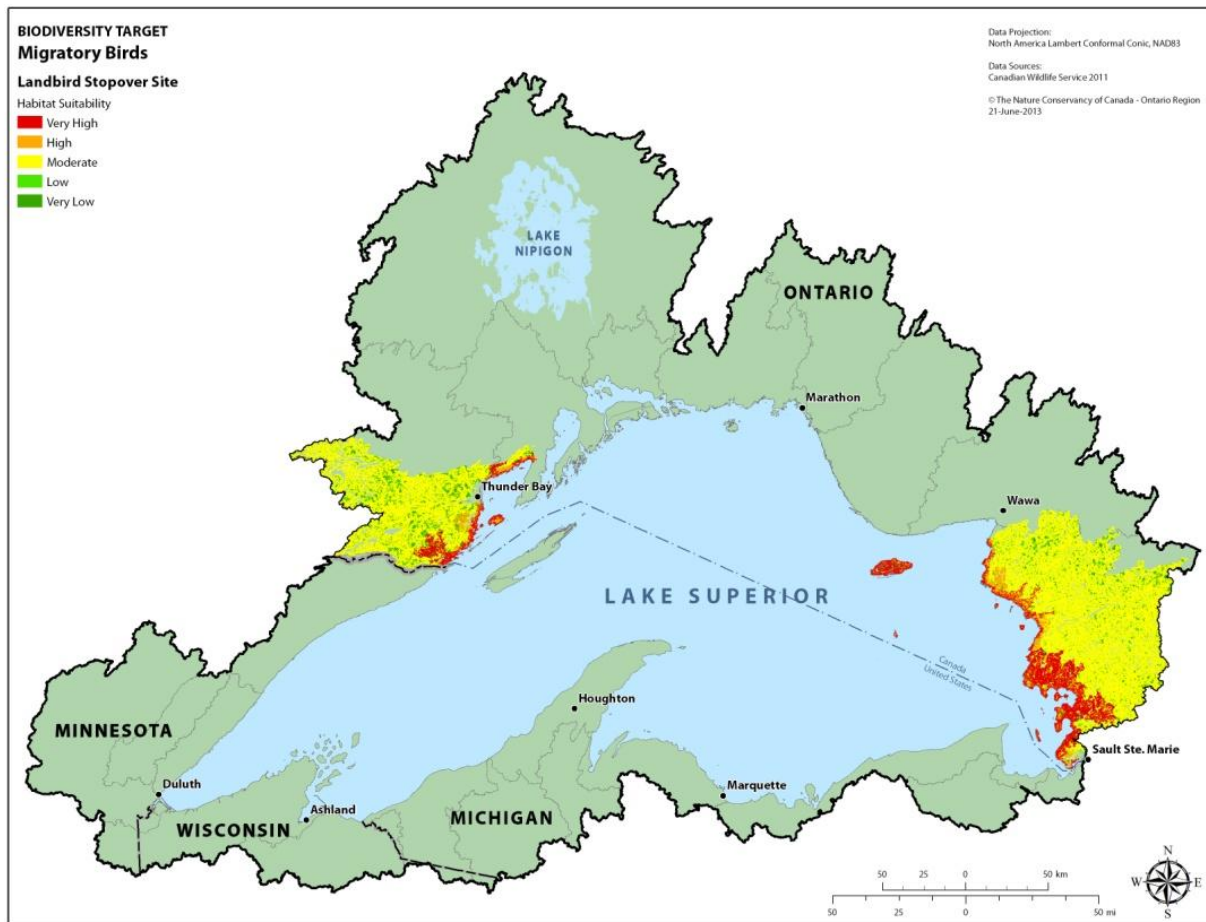 BIODIVERSITY TARGET
Migratory Birds
Landbird Stopover Site
Habitat Suitability
Very High
High
Moderate
Low
Very Low
Data Projection:
North America Lambert Conformal Conic, NAD83
Data Sources:
Canadian Wildlife Service 2011
© The Nature Conservancy of Canada - Ontario Region
21-June-2013
LAKE
NIPIGON
ONTARIO
Marathon
Thunder Bay
Wawa
LAKE SUPERIOR
Canada
United States
Houghton
MINNESOTA
Sault Ste. Marie
Duluth
Marquette
Ashland
WISCONSIN
MICHIGAN
50 25 0 50 km
50 25 0 50 mi
N
W E
S